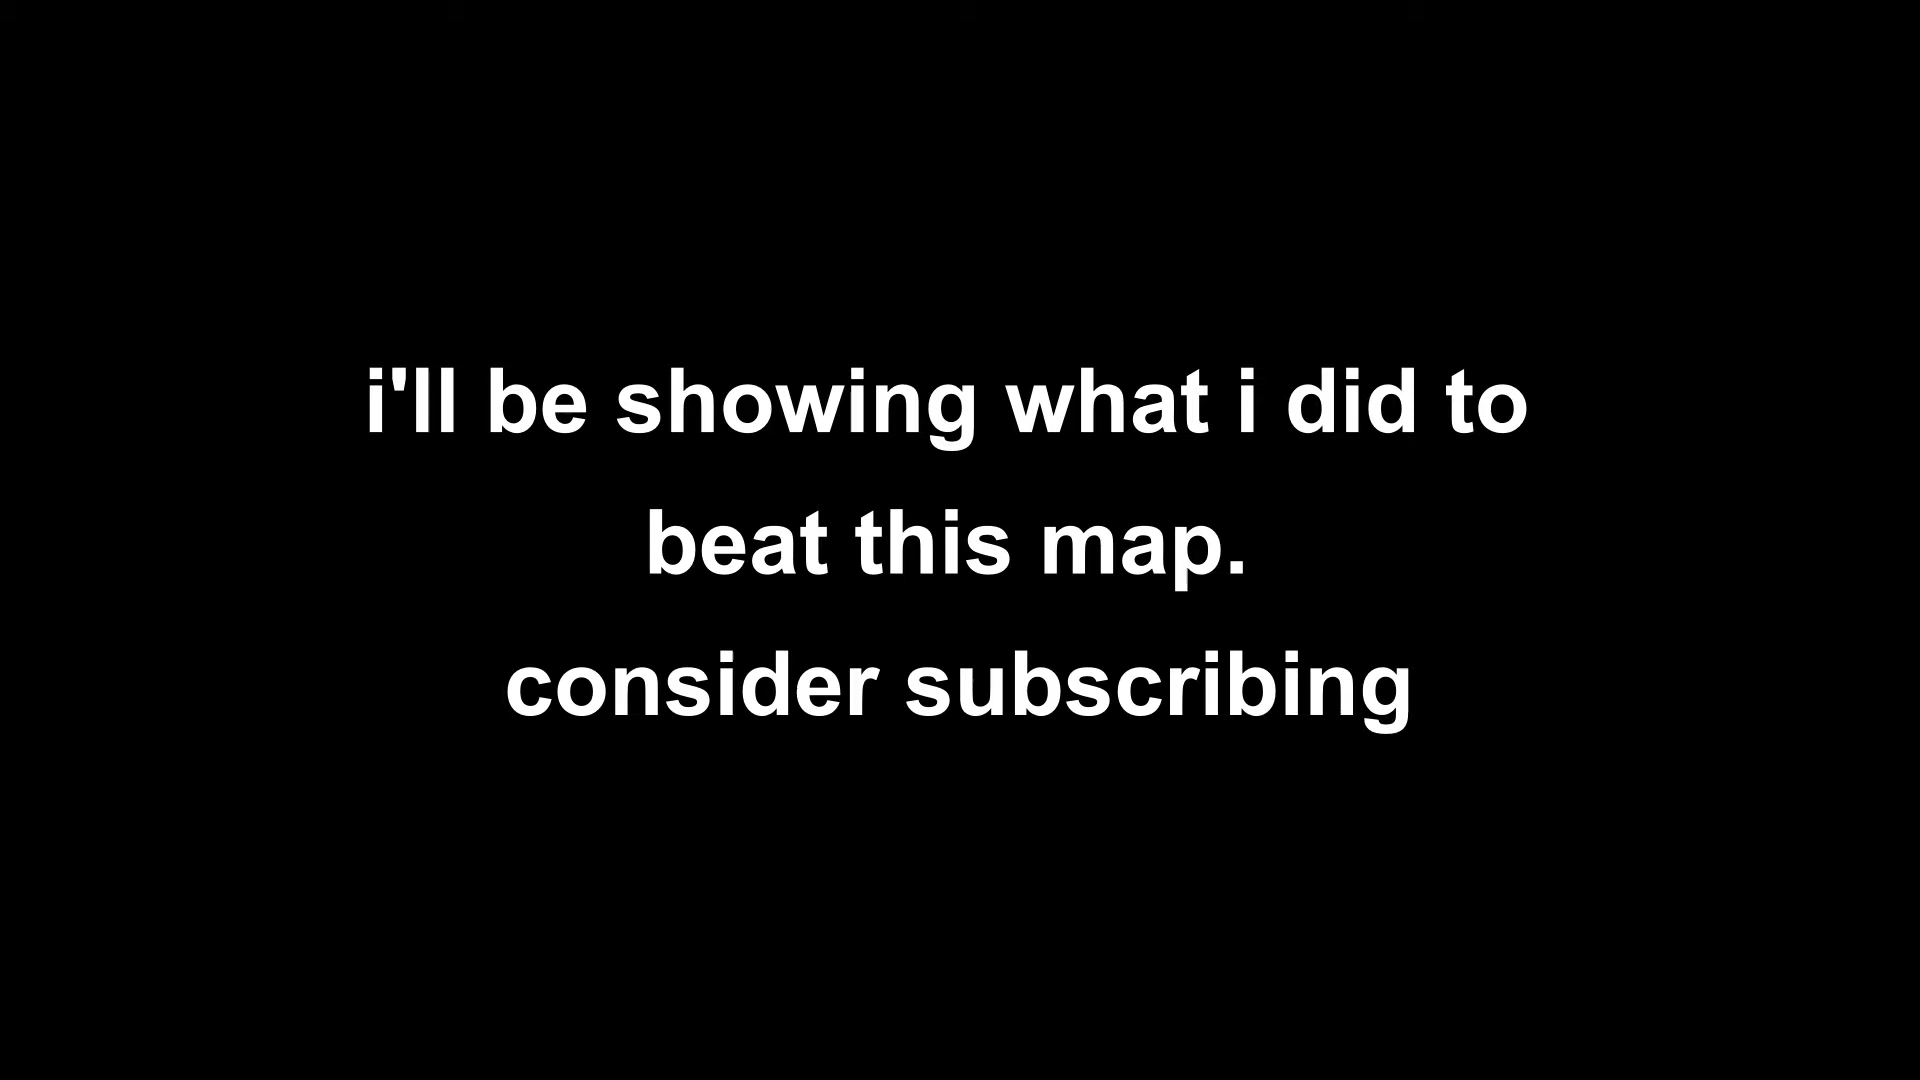 i'll be showing what i did to
beat this map.
consider subscribing